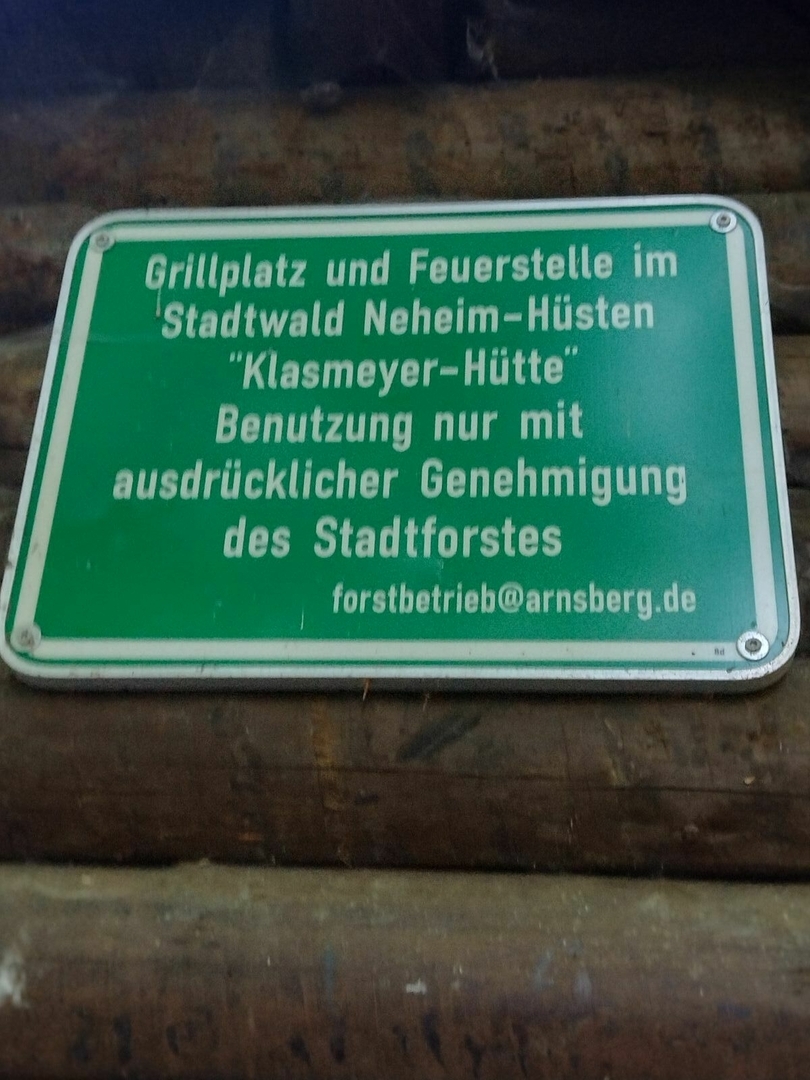 Grillplatz und Feuerstelle im
Stadtwald Neheim-Hüsten
"Klasmeyer-Hütte"
Benutzung nur mit
ausdrücklicher Genehmigung
des Stadtforstes
forstbetrieb@arnsberg.de